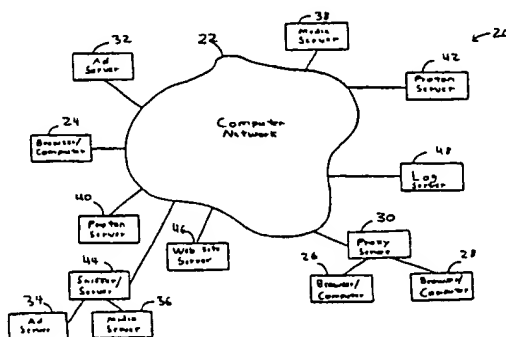 38
22
20
32
Media
Server
42
Ad
Server
Proton
Server
24
Computer
Network
Browser/
Computer
48
Log
Server
40
46
30
Proton
Server
Web Site
Server
Proxy
Server
44
26
28
Sniffer/
Server
Browser/
Computer
Browser/
Computer
34
36
Ad
Server
Media
Server